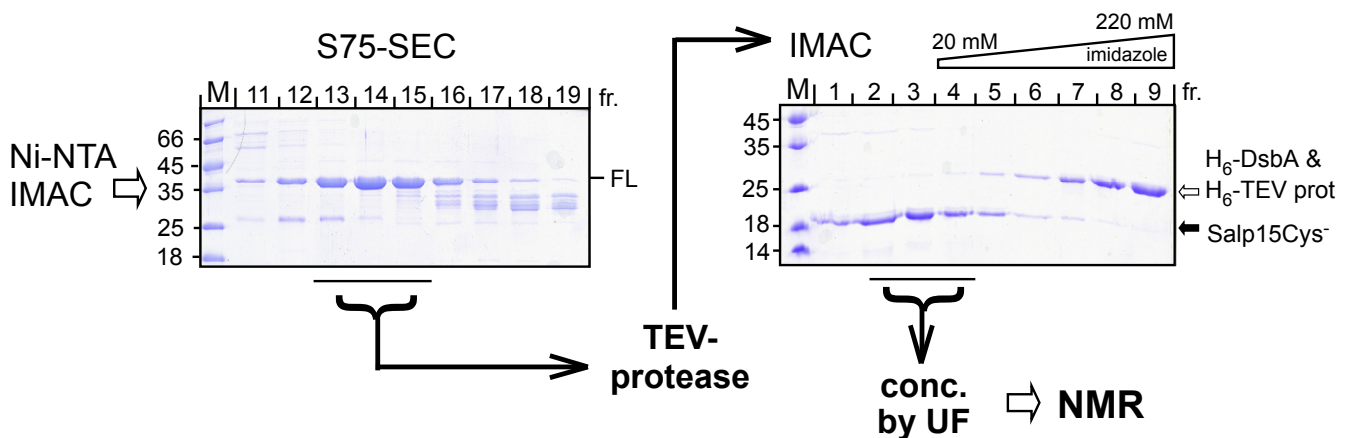 S75-SEC
M 11 12 13 14 15 16 17 18 19 fr.
66
45
35
25
18
Ni-NTA
IMAC
FL
TEV-
protease
IMAC
20 mM
220 mM
imidazole
M 1 2 3 4 5 6 7 8 9 fr.
45
35
25
18
14
H6-DsbA &
H6-TEV prot
Salp15Cys-
conc.
by UF
NMR